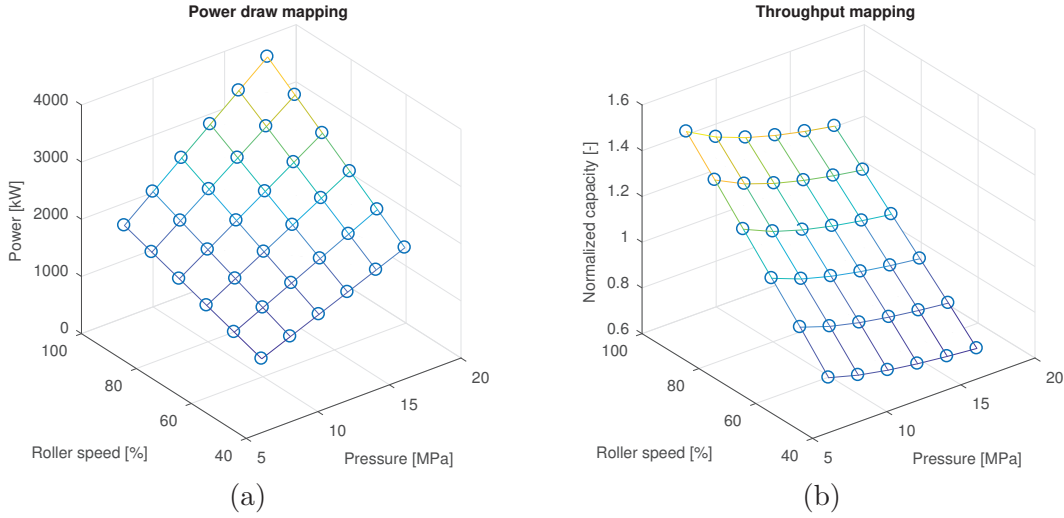 Power draw mapping
4000
3000
2000
1000
0
Power [kW]
100
80
60
40
Roller speed [%]
5
10
15
20
Pressure [MPa]
(a)
Throughput mapping
1.6
1.4
1.2
1
0.8
0.6
Normalized capacity [-]
100
80
60
40
Roller speed [%]
5
10
15
20
Pressure [MPa]
(b)